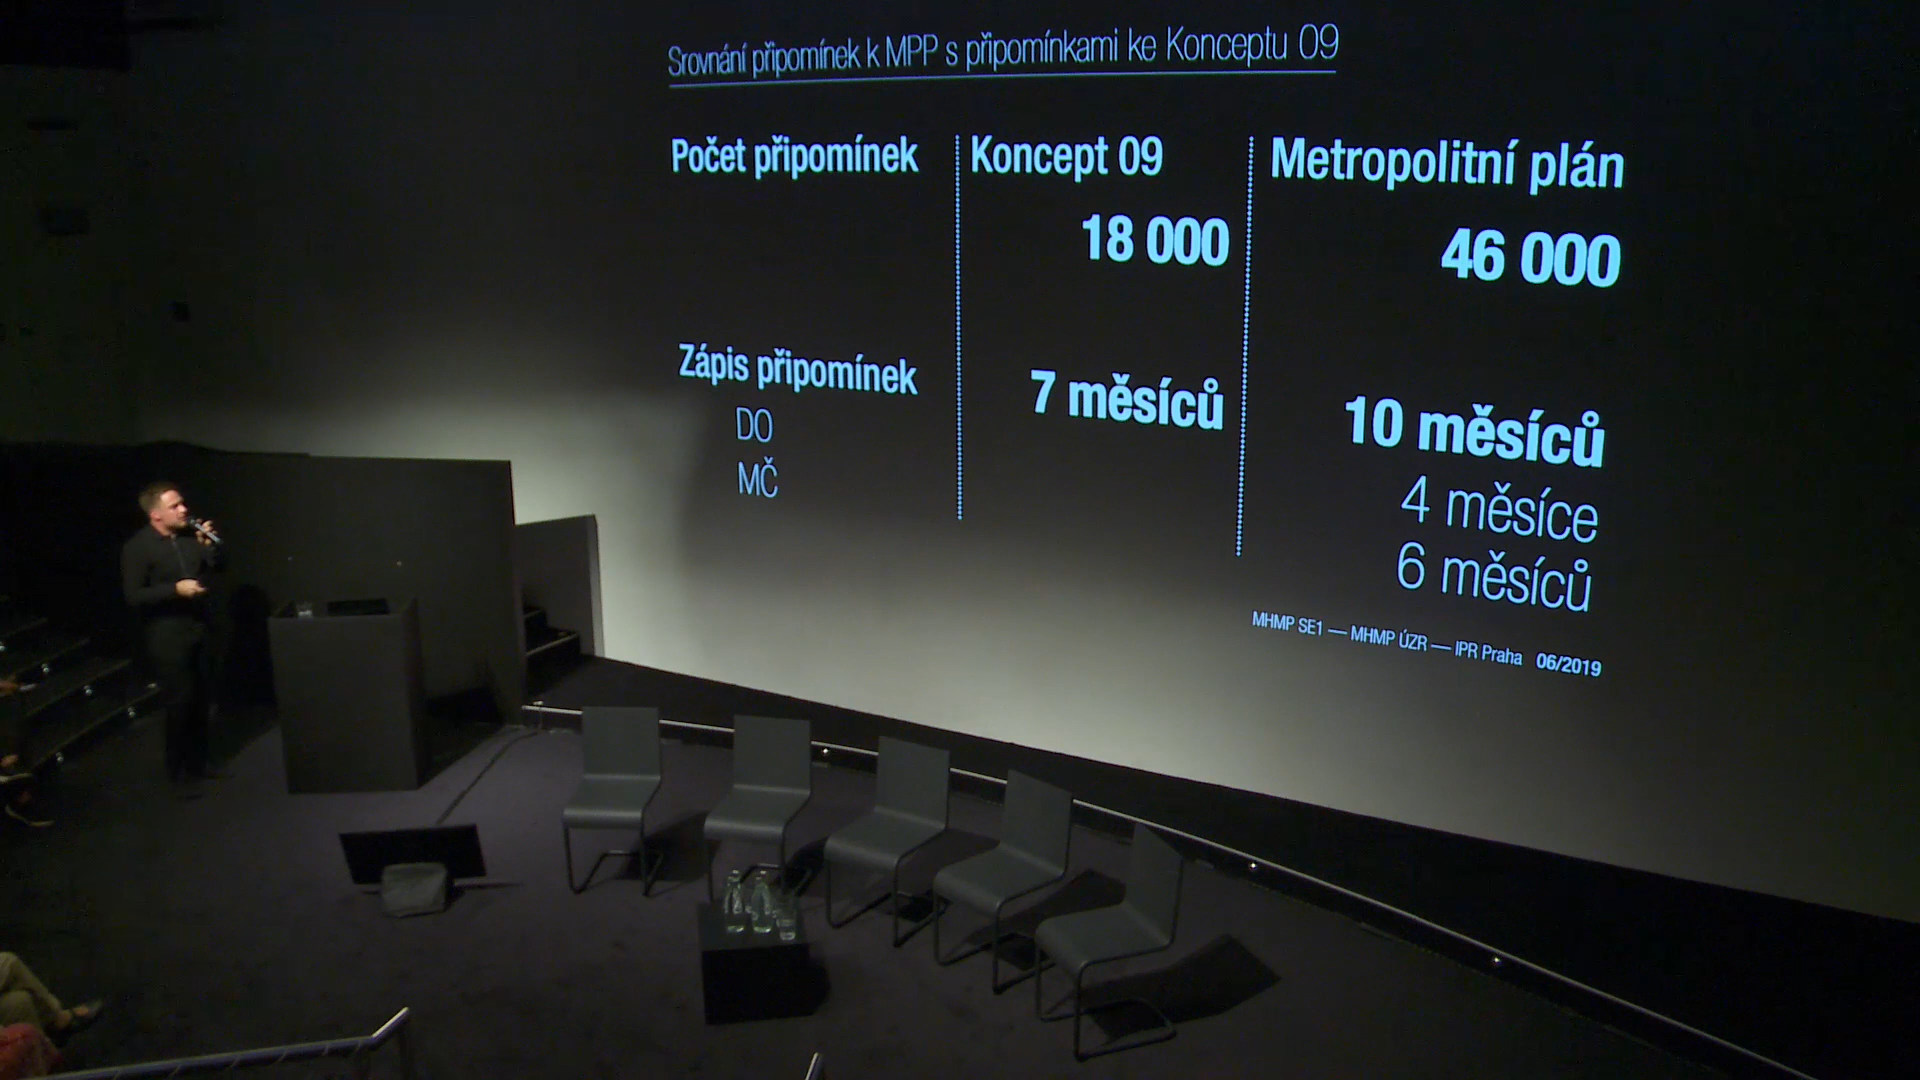 Srovnání připomínek k MPP s připomínkami ke Konceptu 09
Počet připomínek
Koncept 09
Metropolitní plán
18 000
46 000
Zápis připomínek
7 měsíců
10 měsíců
DO
4 měsíce
MČ
6 měsíců
MHMP SE1 — MHMP ÚZR — IPR Praha 06/2019